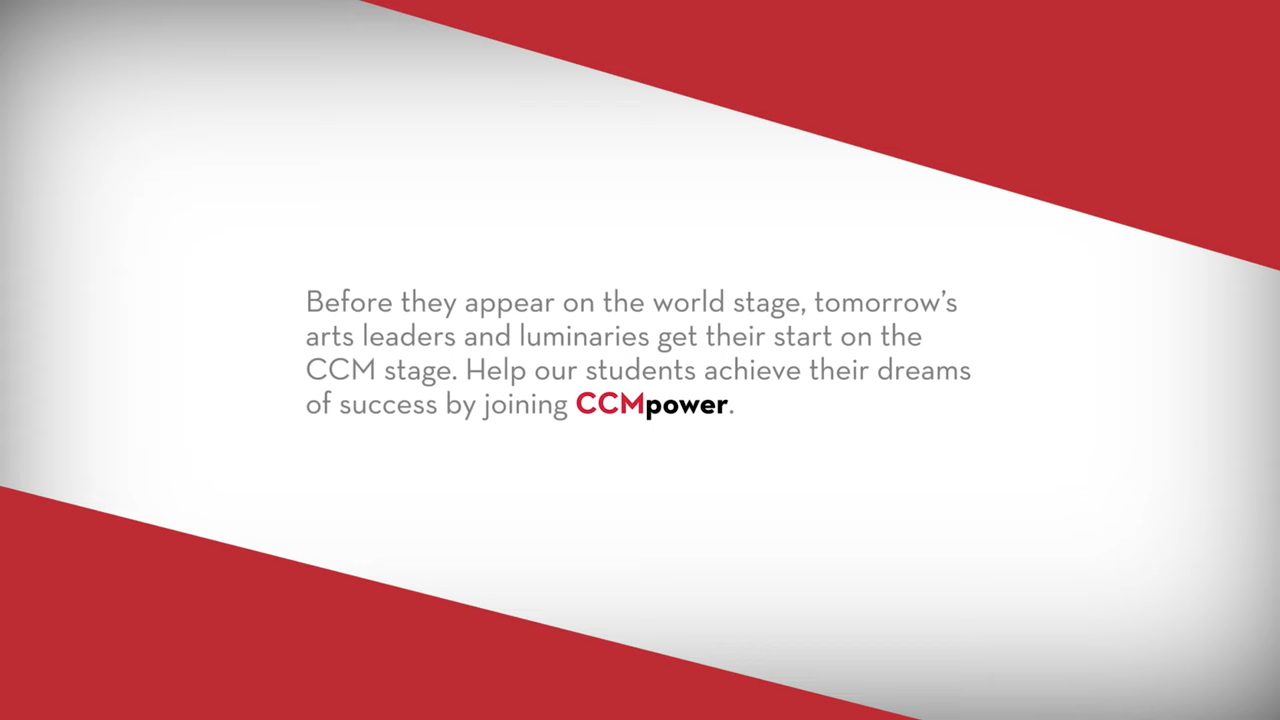 Before they appear on the world stage, tomorrow’s
arts leaders and luminaries get their start on the
CCM stage. Help our students achieve their dreams
of success by joining CCMpower.